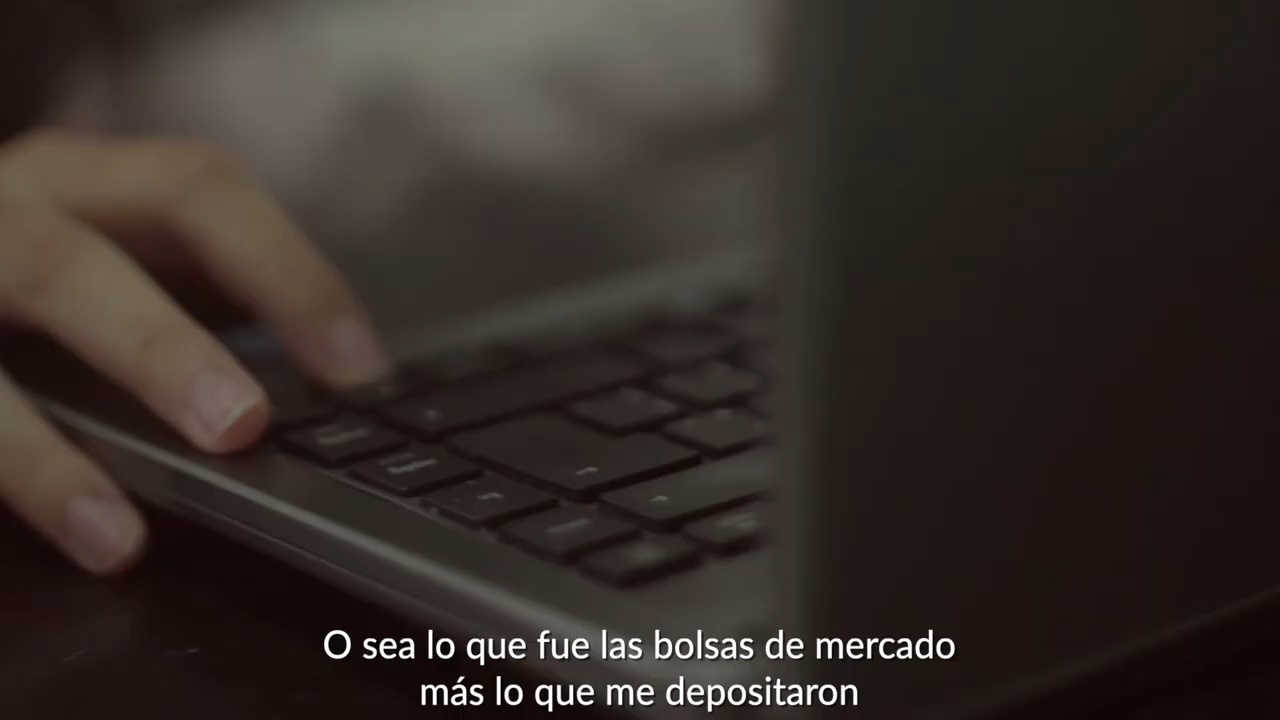 O sea lo que fue las bolsas de mercado
más lo que me depositaron